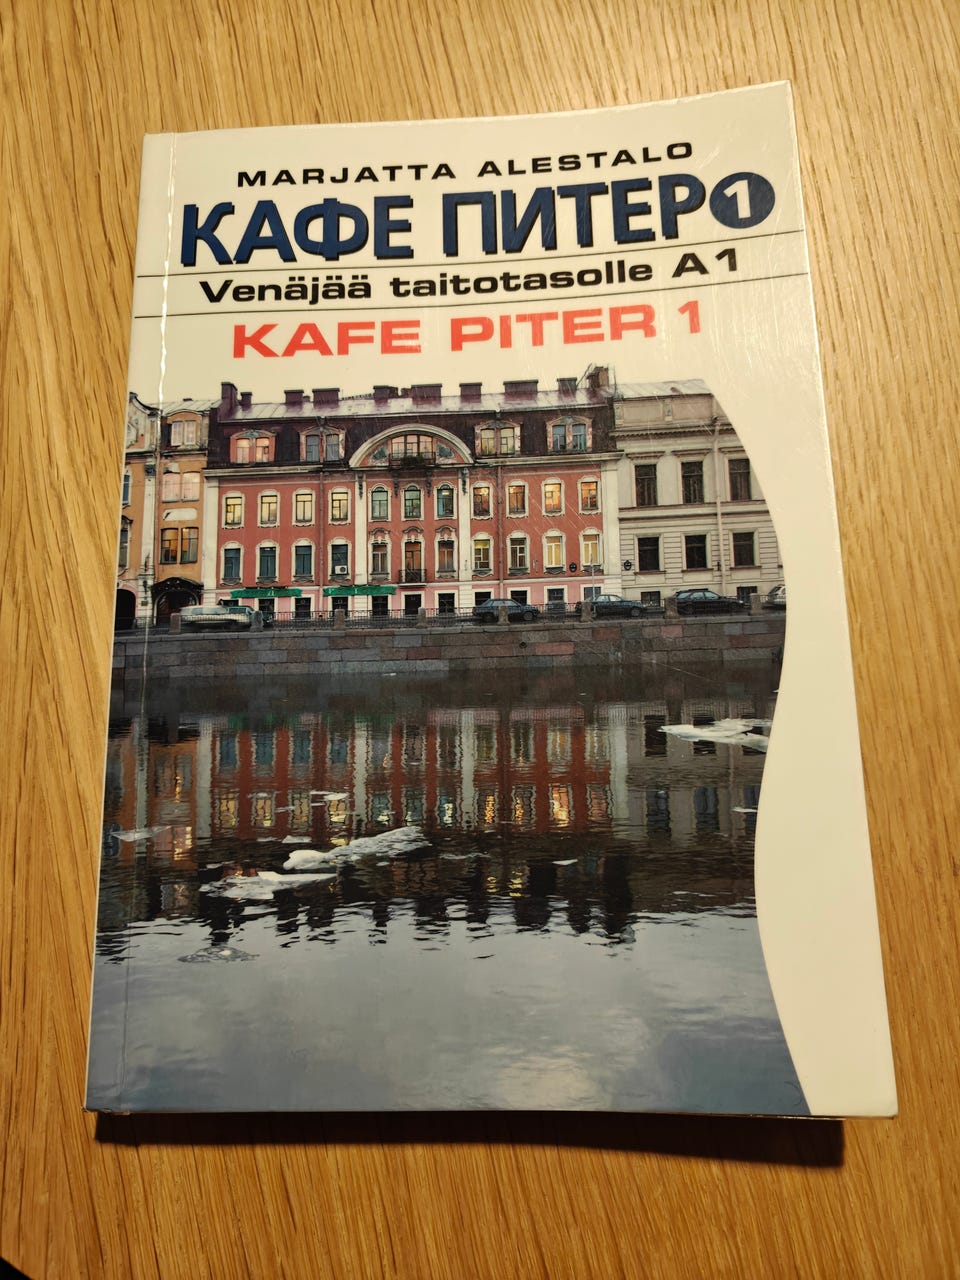 MARJATTA ALESTALO
КАФЕ ПИТЕР 1
Venäjää taitotasolle A1
KAFE PITER 1